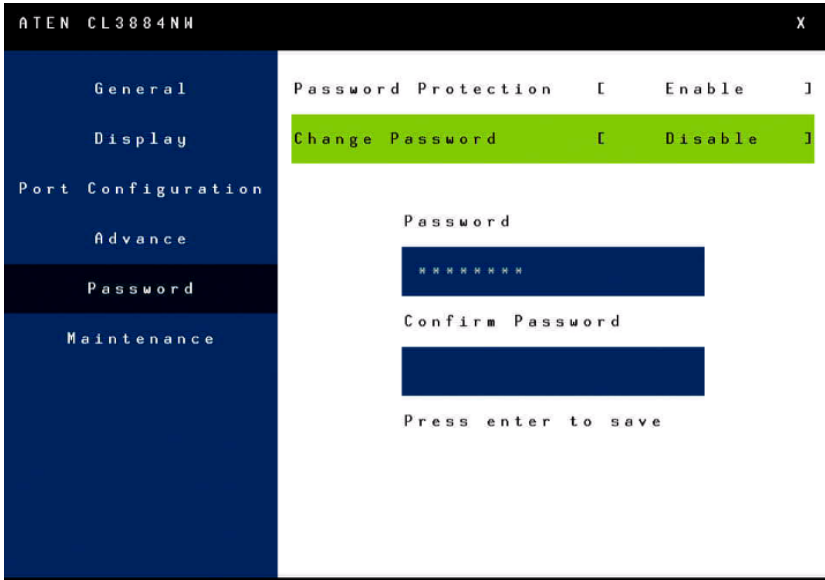 ATEN CL3884NW X
General
Display
Port Configuration
Advance
Password
Maintenance
Password Protection [ Enable ]
Change Password [ Disable ]
Password
********
Confirm Password
Press enter to save